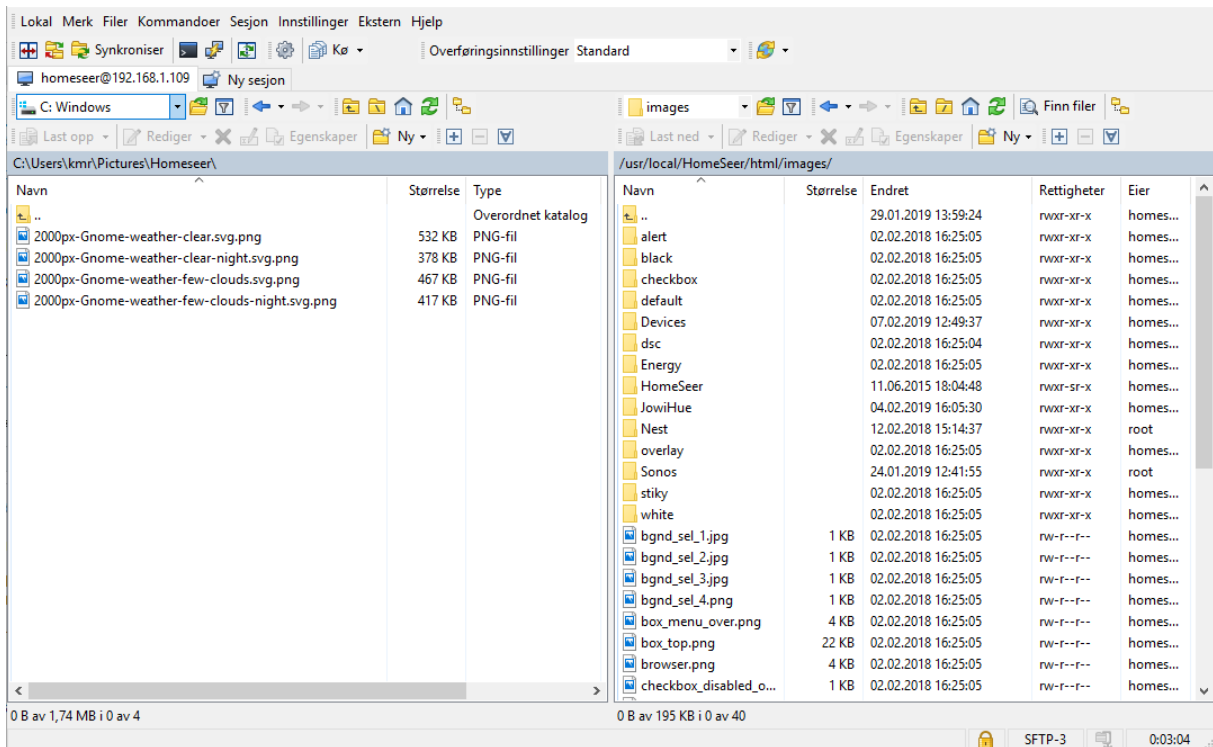 Lokal Merk Filer Kommandoer Sesjon Innstillinger Ekstern Hjelp
Synkroniser Kø Overføringsinnstillinger Standard
homeseer@192.168.1.109 Ny sesjon
C: Windows images Finn filer
Last opp Rediger Egenskaper Ny Last ned Rediger Egenskaper Ny
C:\Users\kmr\Pictures\Homeseer\
Navn Størrelse Type
.. Overordnet katalog
2000px-Gnome-weather-clear.svg.png 532 KB PNG-fil
2000px-Gnome-weather-clear-night.svg.png 378 KB PNG-fil
2000px-Gnome-weather-few-clouds.svg.png 467 KB PNG-fil
2000px-Gnome-weather-few-clouds-night.svg.png 417 KB PNG-fil
0 B av 1,74 MB i 0 av 4
/usr/local/HomeSeer/html/images/
Navn Størrelse Endret Rettigheter Eier
.. 29.01.2019 13:59:24 rwxr-xr-x homes...
alert 02.02.2018 16:25:05 rwxr-xr-x homes...
black 02.02.2018 16:25:05 rwxr-xr-x homes...
checkbox 02.02.2018 16:25:05 rwxr-xr-x homes...
default 02.02.2018 16:25:05 rwxr-xr-x homes...
Devices 07.02.2019 12:49:37 rwxr-xr-x homes...
dsc 02.02.2018 16:25:04 rwxr-xr-x homes...
Energy 02.02.2018 16:25:05 rwxr-xr-x homes...
HomeSeer 11.06.2015 18:04:48 rwxr-sr-x homes...
JowiHue 04.02.2019 16:05:30 rwxr-xr-x homes...
Nest 12.02.2018 15:14:37 rwxr-xr-x root
overlay 02.02.2018 16:25:05 rwxr-xr-x homes...
Sonos 24.01.2019 12:41:55 rwxr-xr-x root
stiky 02.02.2018 16:25:05 rwxr-xr-x homes...
white 02.02.2018 16:25:05 rwxr-xr-x homes...
bgnd_sel_1.jpg 1 KB 02.02.2018 16:25:05 rw-r--r-- homes...
bgnd_sel_2.jpg 1 KB 02.02.2018 16:25:05 rw-r--r-- homes...
bgnd_sel_3.jpg 1 KB 02.02.2018 16:25:05 rw-r--r-- homes...
bgnd_sel_4.png 1 KB 02.02.2018 16:25:05 rw-r--r-- homes...
box_menu_over.png 4 KB 02.02.2018 16:25:05 rw-r--r-- homes...
box_top.png 22 KB 02.02.2018 16:25:05 rw-r--r-- homes...
browser.png 4 KB 02.02.2018 16:25:05 rw-r--r-- homes...
checkbox_disabled_o... 1 KB 02.02.2018 16:25:05 rw-r--r-- homes...
0 B av 195 KB i 0 av 40
SFTP-3 0:03:04